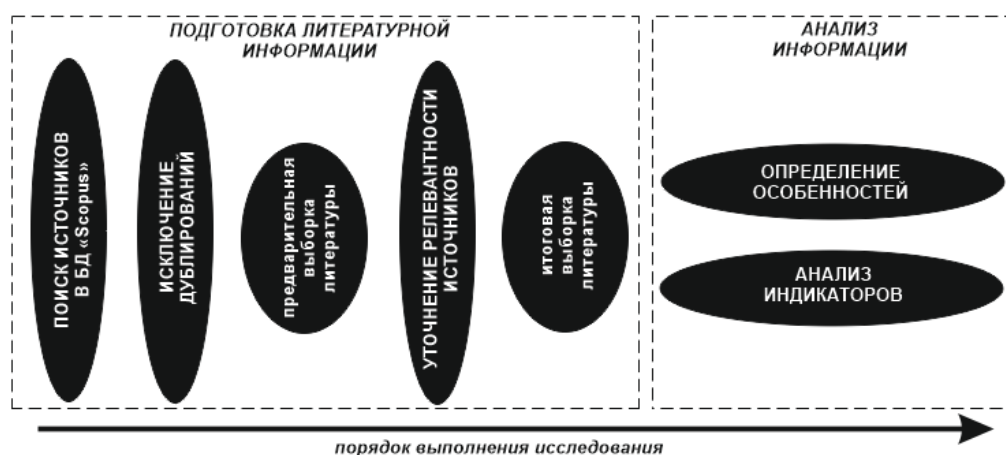 ПОДГОТОВКА ЛИТЕРАТУРНОЙ
ИНФОРМАЦИИ
ПОИСК ИСТОЧНИКОВ
В БД «Scopus»
ИСКЛЮЧЕНИЕ
ДУБЛИРОВАНИЙ
предварительная
выборка
литературы
УТОЧНЕНИЕ РЕЛЕВАНТНОСТИ
ИСТОЧНИКОВ
итоговая
выборка
литературы
АНАЛИЗ
ИНФОРМАЦИИ
ОПРЕДЕЛЕНИЕ
ОСОБЕННОСТЕЙ
АНАЛИЗ
ИНДИКАТОРОВ
порядок выполнения исследования